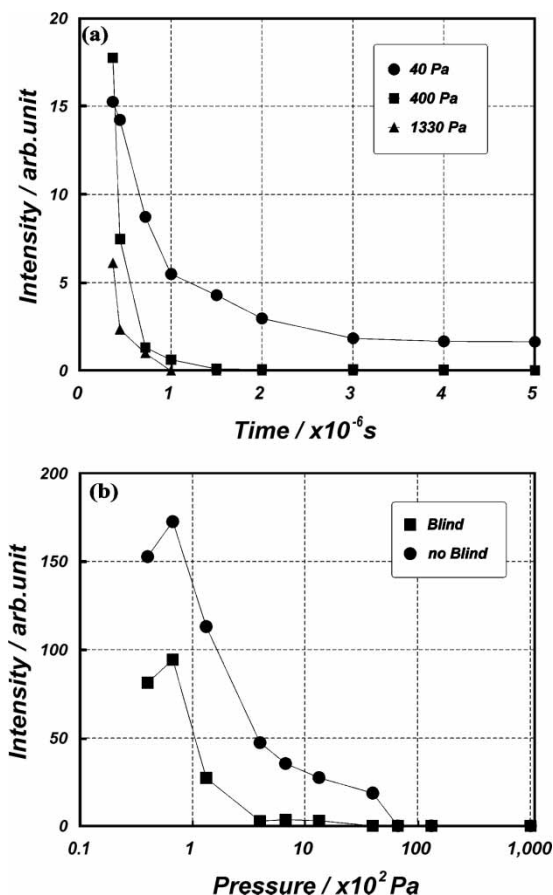 (a)
20
15
10
5
0
Intensity / arb.unit
40 Pa
400 Pa
1330 Pa
0 1 2 3 4 5
Time / x10⁻⁶s
(b)
200
150
100
50
0
Intensity / arb.unit
Blind
no Blind
0.1 1 10 100 1,000
Pressure / x10² Pa